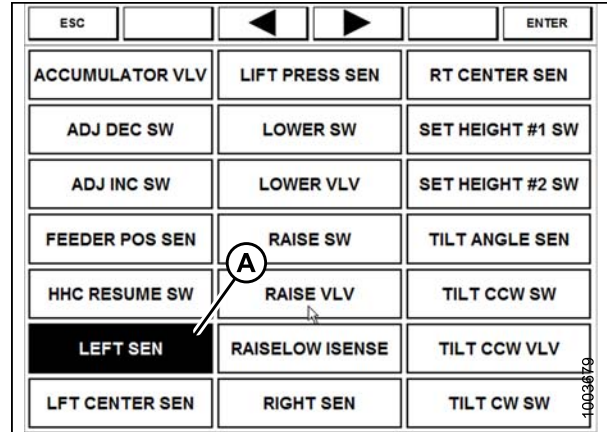 ESC ENTER
ACCUMULATOR VLV LIFT PRESS SEN RT CENTER SEN
ADJ DEC SW LOWER SW SET HEIGHT #1 SW
ADJ INC SW LOWER VLV SET HEIGHT #2 SW
FEEDER POS SEN RAISE SW TILT ANGLE SEN
A
HHC RESUME SW RAISE VLV TILT CCW SW
LEFT SEN RAISELOW ISENSE TILT CCW VLV
LFT CENTER SEN RIGHT SEN TILT CW SW
1003679